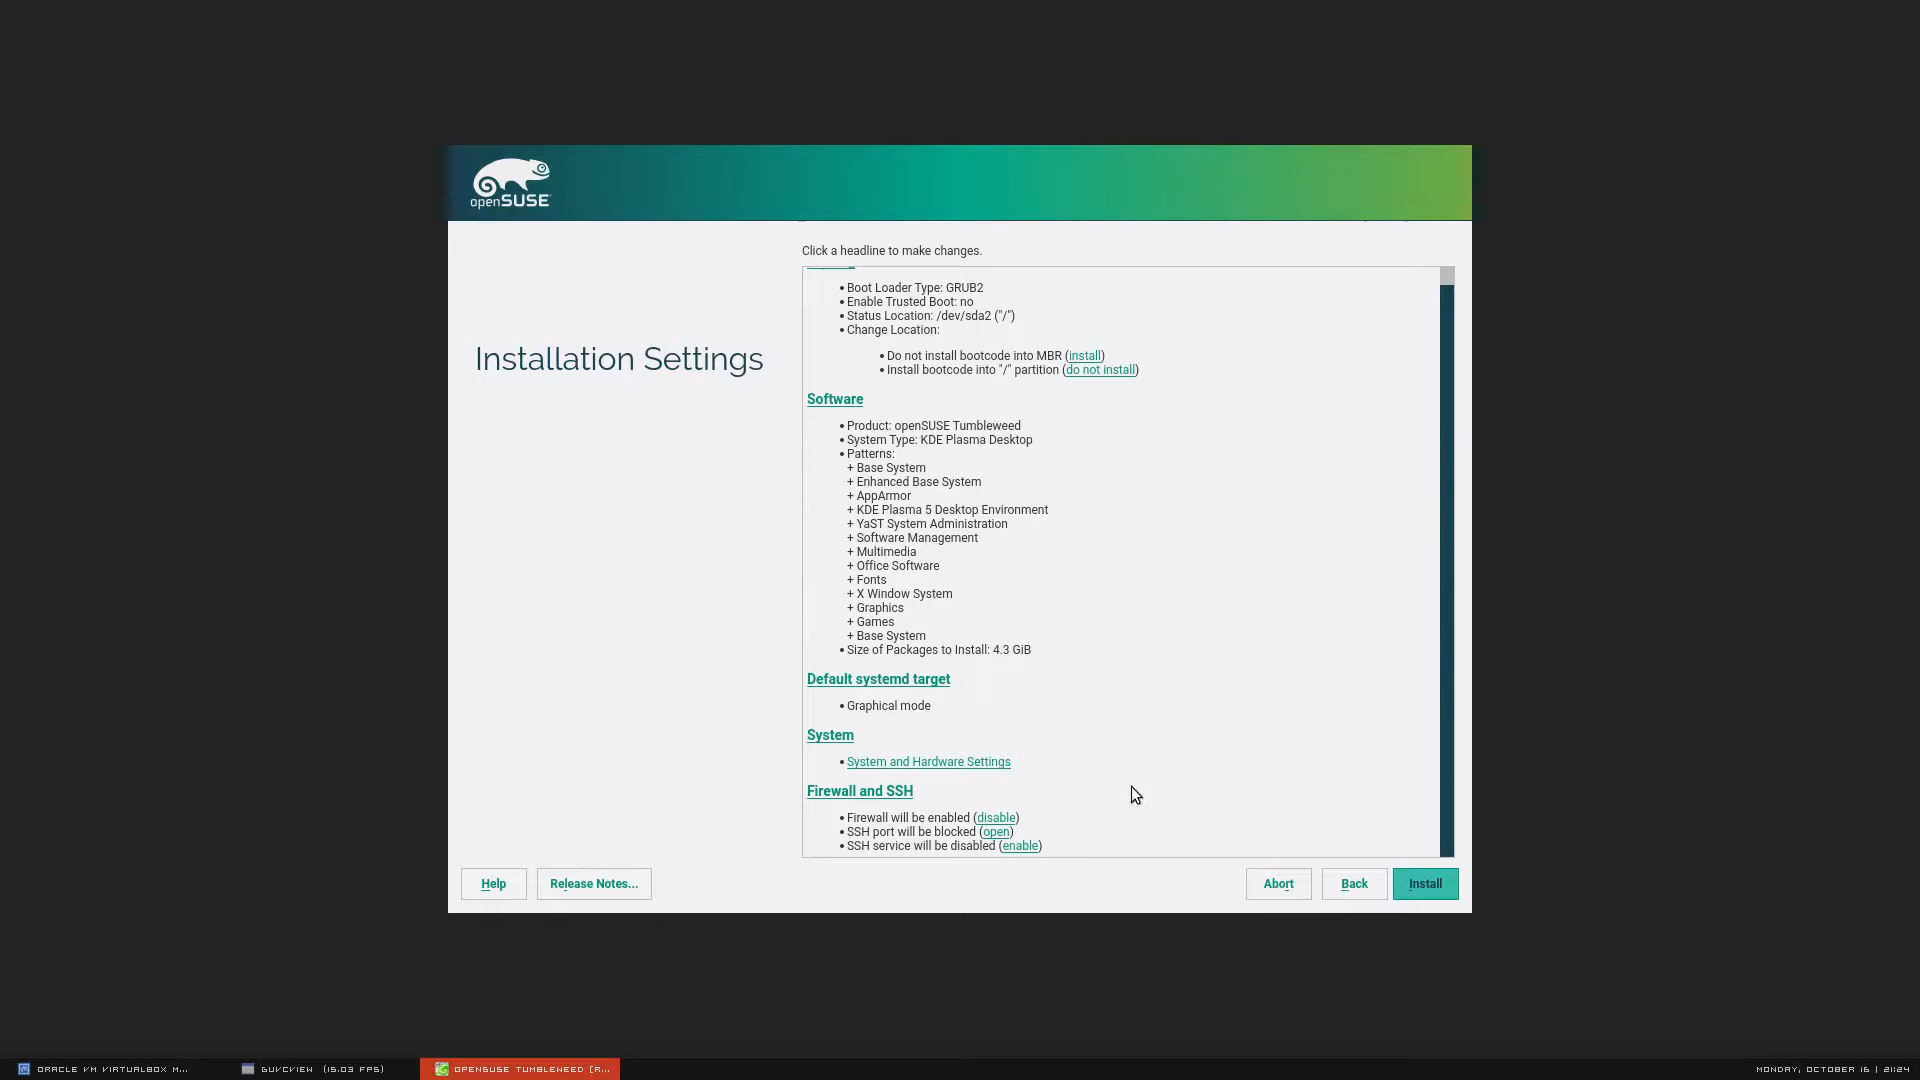 openSUSE
Click a headline to make changes.
Installation Settings
• Boot Loader Type: GRUB2
• Enable Trusted Boot: no
• Status Location: /dev/sda2 ("/")
• Change Location:
• Do not install bootcode into MBR (install)
• Install bootcode into "/" partition (do not install)
Software
• Product: openSUSE Tumbleweed
• System Type: KDE Plasma Desktop
• Patterns:
+ Base System
+ Enhanced Base System
+ AppArmor
+ KDE Plasma 5 Desktop Environment
+ YaST System Administration
+ Software Management
+ Multimedia
+ Office Software
+ Fonts
+ X Window System
+ Graphics
+ Games
+ Base System
• Size of Packages to Install: 4.3 GiB
Default systemd target
• Graphical mode
System
• System and Hardware Settings
Firewall and SSH
• Firewall will be enabled (disable)
• SSH port will be blocked (open)
• SSH service will be disabled (enable)
Help Release Notes... Abort Back Install
ORACLE VM VIRTUALBOX M... GUVCVIEW (15.03 FPS) OPENSUSE TUMBLEWEED [R... MONDAY, OCTOBER 16 | 21:24